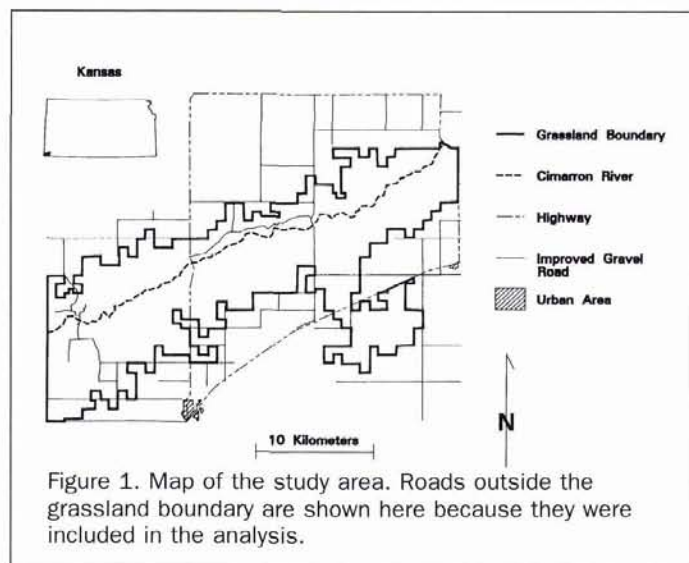 Kansas
Grassland Boundary
Cimarron River
Highway
Improved Gravel
Road
Urban Area
N
10 Kilometers
Figure 1. Map of the study area. Roads outside the
grassland boundary are shown here because they were
included in the analysis.